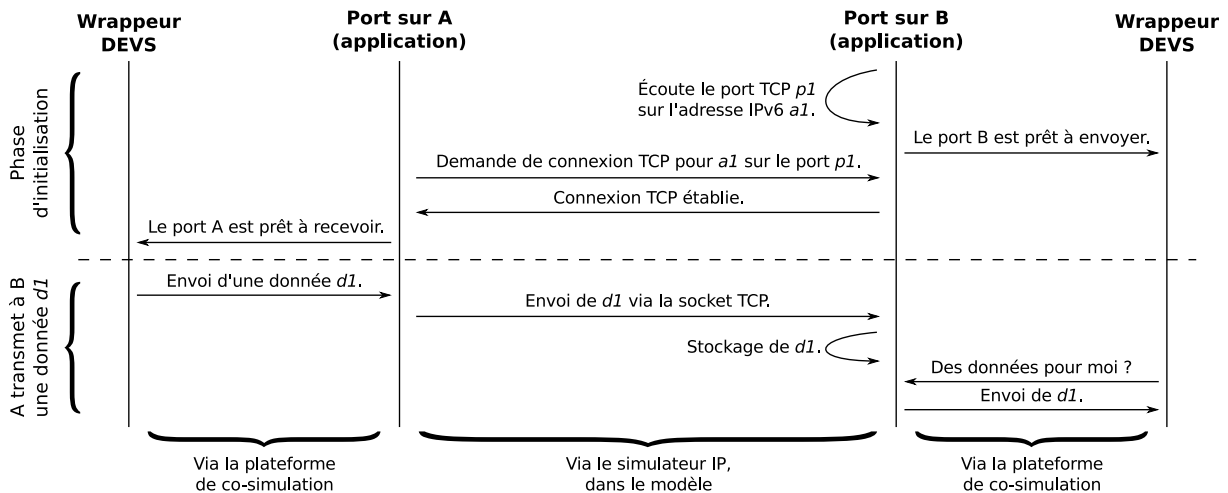 Wrappeur
DEVS
Port sur A
(application)
Port sur B
(application)
Wrappeur
DEVS
Phase
d'initialisation
Écoute le port TCP p1
sur l'adresse IPv6 a1.
Le port B est prêt à envoyer.
Demande de connexion TCP pour a1 sur le port p1.
Connexion TCP établie.
Le port A est prêt à recevoir.
A transmet à B
une donnée d1
Envoi d'une donnée d1.
Envoi de d1 via la socket TCP.
Stockage de d1.
Des données pour moi ?
Envoi de d1.
Via la plateforme
de co-simulation
Via le simulateur IP,
dans le modèle
Via la plateforme
de co-simulation